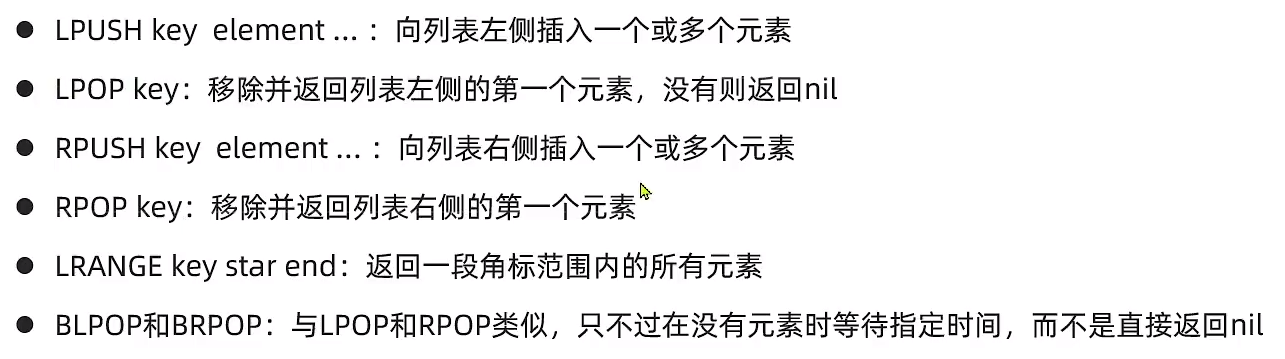 ● LPUSH key  element ... ：向列表左侧插入一个或多个元素
● LPOP key：移除并返回列表左侧的第一个元素，没有则返回nil
● RPUSH key  element ... ：向列表右侧插入一个或多个元素
● RPOP key：移除并返回列表右侧的第一个元素
● LRANGE key star end：返回一段角标范围内的所有元素
● BLPOP和BRPOP：与LPOP和RPOP类似，只不过在没有元素时等待指定时间，而不是直接返回nil